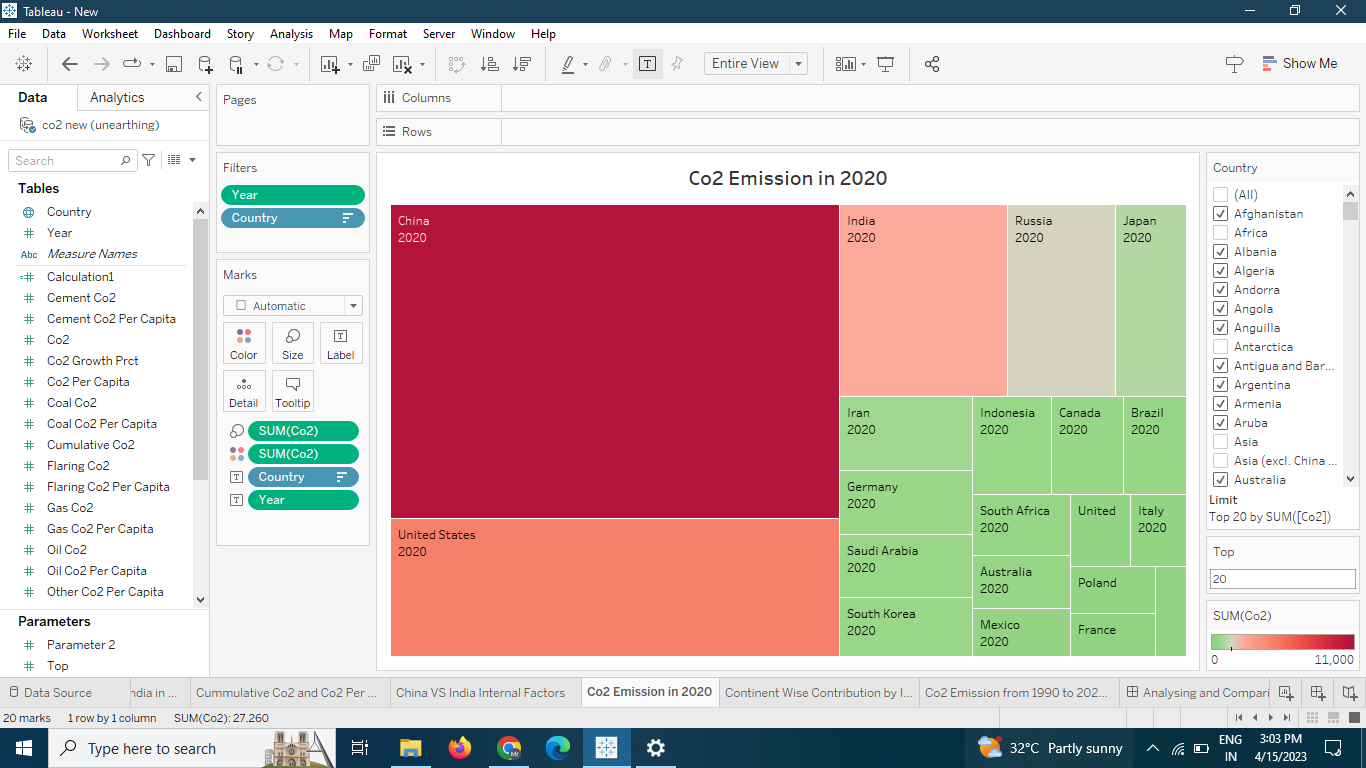 Tableau - New
File Data Worksheet Dashboard Story Analysis Map Format Server Window Help
Entire View
Show Me
Data Analytics
co2 new (unearthing)
Search
Tables
Country
Year
Abc Measure Names
Calculation1
Cement Co2
Cement Co2 Per Capita
Co2
Co2 Growth Prct
Co2 Per Capita
Coal Co2
Coal Co2 Per Capita
Cumulative Co2
Flaring Co2
Flaring Co2 Per Capita
Gas Co2
Gas Co2 Per Capita
Oil Co2
Oil Co2 Per Capita
Other Co2 Per Capita
Parameters
Parameter 2
Top
Pages
Filters
Year
Country
Marks
Automatic
Color Size Label
Detail Tooltip
SUM(Co2)
SUM(Co2)
Country
Year
Columns
Rows
Co2 Emission in 2020
China
2020
United States
2020
India
2020
Russia
2020
Japan
2020
Iran
2020
Germany
2020
Saudi Arabia
2020
South Korea
2020
Indonesia
2020
Canada
2020
Brazil
2020
South Africa
2020
Australia
2020
Mexico
2020
United
Italy
2020
Poland
France
Country
(All)
Afghanistan
Africa
Albania
Algeria
Andorra
Angola
Anguilla
Antarctica
Antigua and Bar...
Argentina
Armenia
Aruba
Asia
Asia (excl. China ...
Australia
Limit
Top 20 by SUM([Co2])
Top
20
SUM(Co2)
0 11,000
Data Source
ndia in ...
Cummulative Co2 and Co2 Per ...
China VS India Internal Factors
Co2 Emission in 2020
Continent Wise Contribution by I...
Co2 Emission from 1990 to 202...
Analysing and Compari
20 marks 1 row by 1 column SUM(Co2): 27,260
Type here to search
32°C Partly sunny
ENG
IN
3:03 PM
4/15/2023